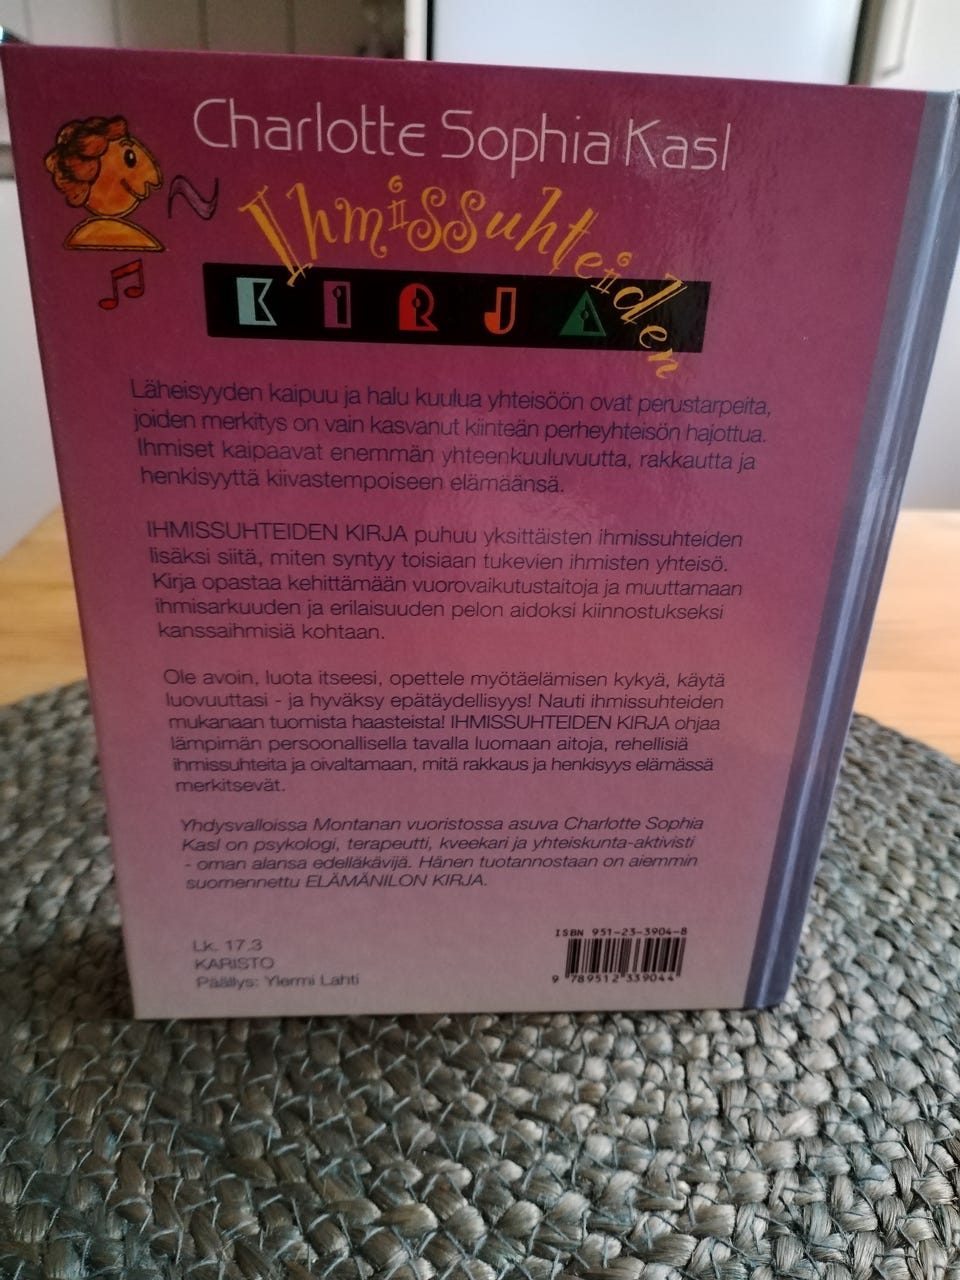 Charlotte Sophia Kasl
Ihmissuhteiden
KIRJA
Läheisyyden kaipuu ja halu kuulua yhteisöön ovat perustarpeita,
joiden merkitys on vain kasvanut kiinteän perheyhteisön hajottua.
Ihmiset kaipaavat enemmän yhteenkuuluvuutta, rakkautta ja
henkisyyttä kiivastempoiseen elämäänsä.
IHMISSUHTEIDEN KIRJA puhuu yksittäisten ihmissuhteiden
lisäksi siitä, miten syntyy toisiaan tukevien ihmisten yhteisö.
Kirja opastaa kehittämään vuorovaikutustaitoja ja muuttamaan
ihmisarkuuden ja erilaisuuden pelon aidoksi kiinnostukseksi
kanssaihmisiä kohtaan.
Ole avoin, luota itseesi, opettele myötäelämisen kykyä, käytä
luovuuttasi - ja hyväksy epätäydellisyys! Nauti ihmissuhteiden
mukanaan tuomista haasteista! IHMISSUHTEIDEN KIRJA ohjaa
lämpimän persoonallisella tavalla luomaan aitoja, rehellisiä
ihmissuhteita ja oivaltamaan, mitä rakkaus ja henkisyys elämässä
merkitsevät.
Yhdysvalloissa Montanan vuoristossa asuva Charlotte Sophia
Kasl on psykologi, terapeutti, kveekari ja yhteiskunta-aktivisti
- oman alansa edelläkävijä. Hänen tuotannostaan on aiemmin
suomennettu ELÄMÄNILON KIRJA.
Lk. 17.3
KARISTO
Päällys: Ylermi Lahti
ISBN 951-23-3904-8
9 789512 339044